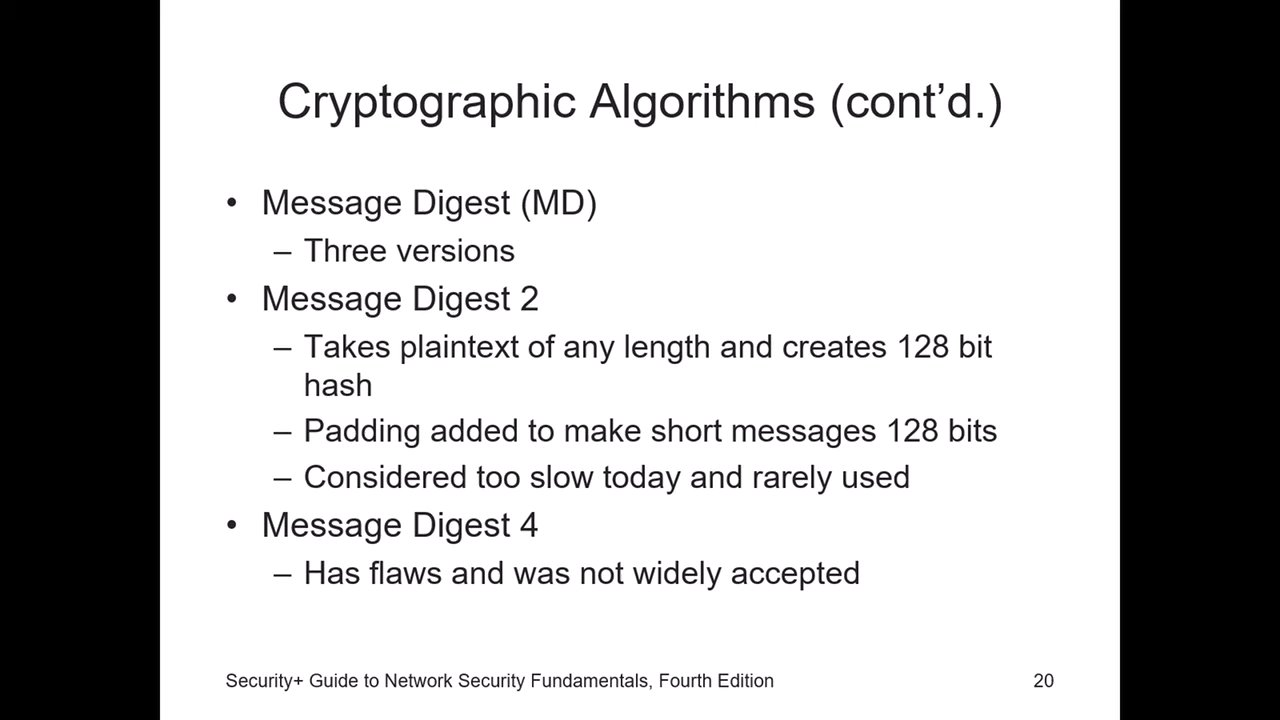 Cryptographic Algorithms (cont’d.)
• Message Digest (MD)
– Three versions
• Message Digest 2
– Takes plaintext of any length and creates 128 bit
hash
– Padding added to make short messages 128 bits
– Considered too slow today and rarely used
• Message Digest 4
– Has flaws and was not widely accepted
Security+ Guide to Network Security Fundamentals, Fourth Edition
20